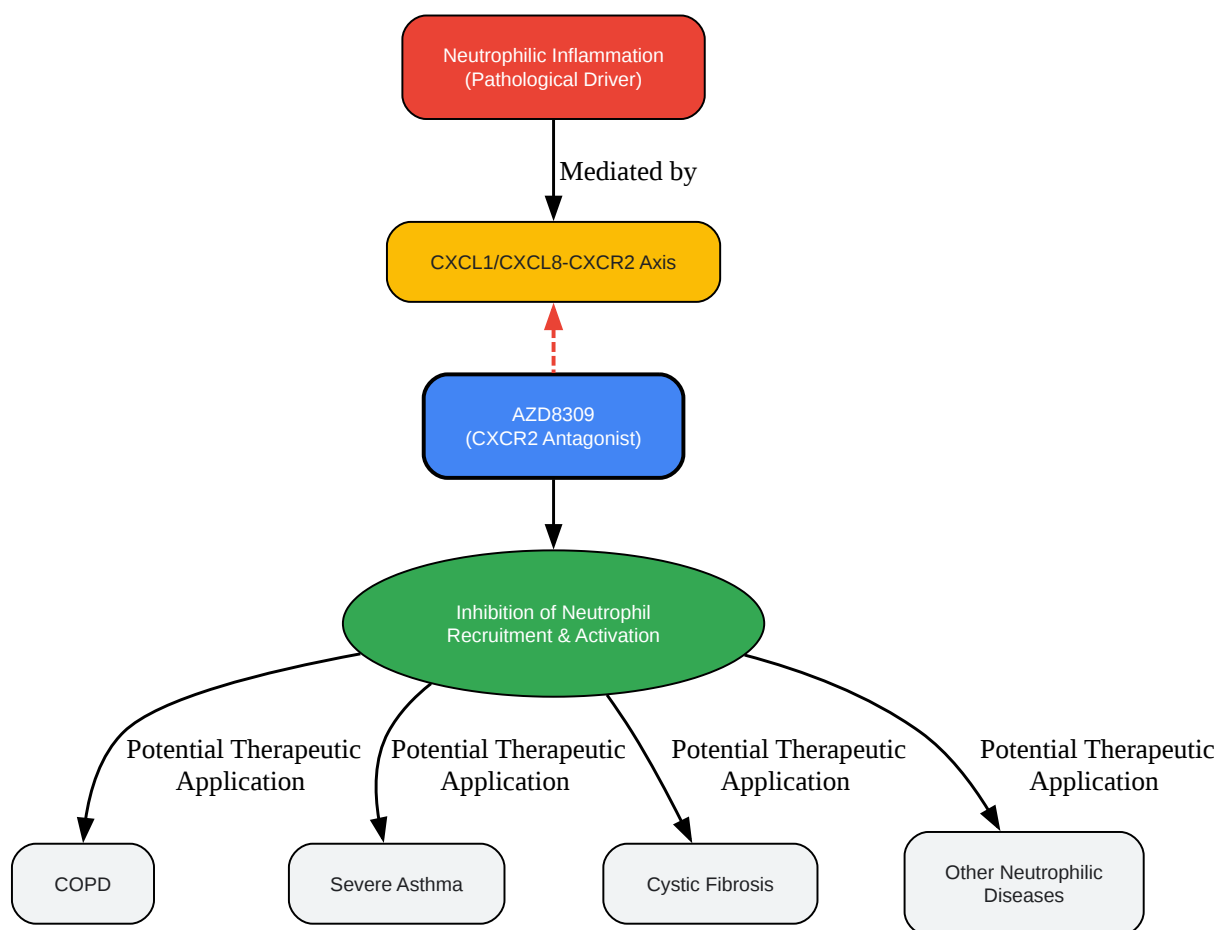 Neutrophilic Inflammation
(Pathological Driver)
Mediated by
CXCL1/CXCL8-CXCR2 Axis
AZD8309
(CXCR2 Antagonist)
Inhibition of Neutrophil
Recruitment & Activation
Potential Therapeutic
Application
Potential Therapeutic
Application
Potential Therapeutic
Application
Potential Therapeutic
Application
COPD
Severe Asthma
Cystic Fibrosis
Other Neutrophilic
Diseases